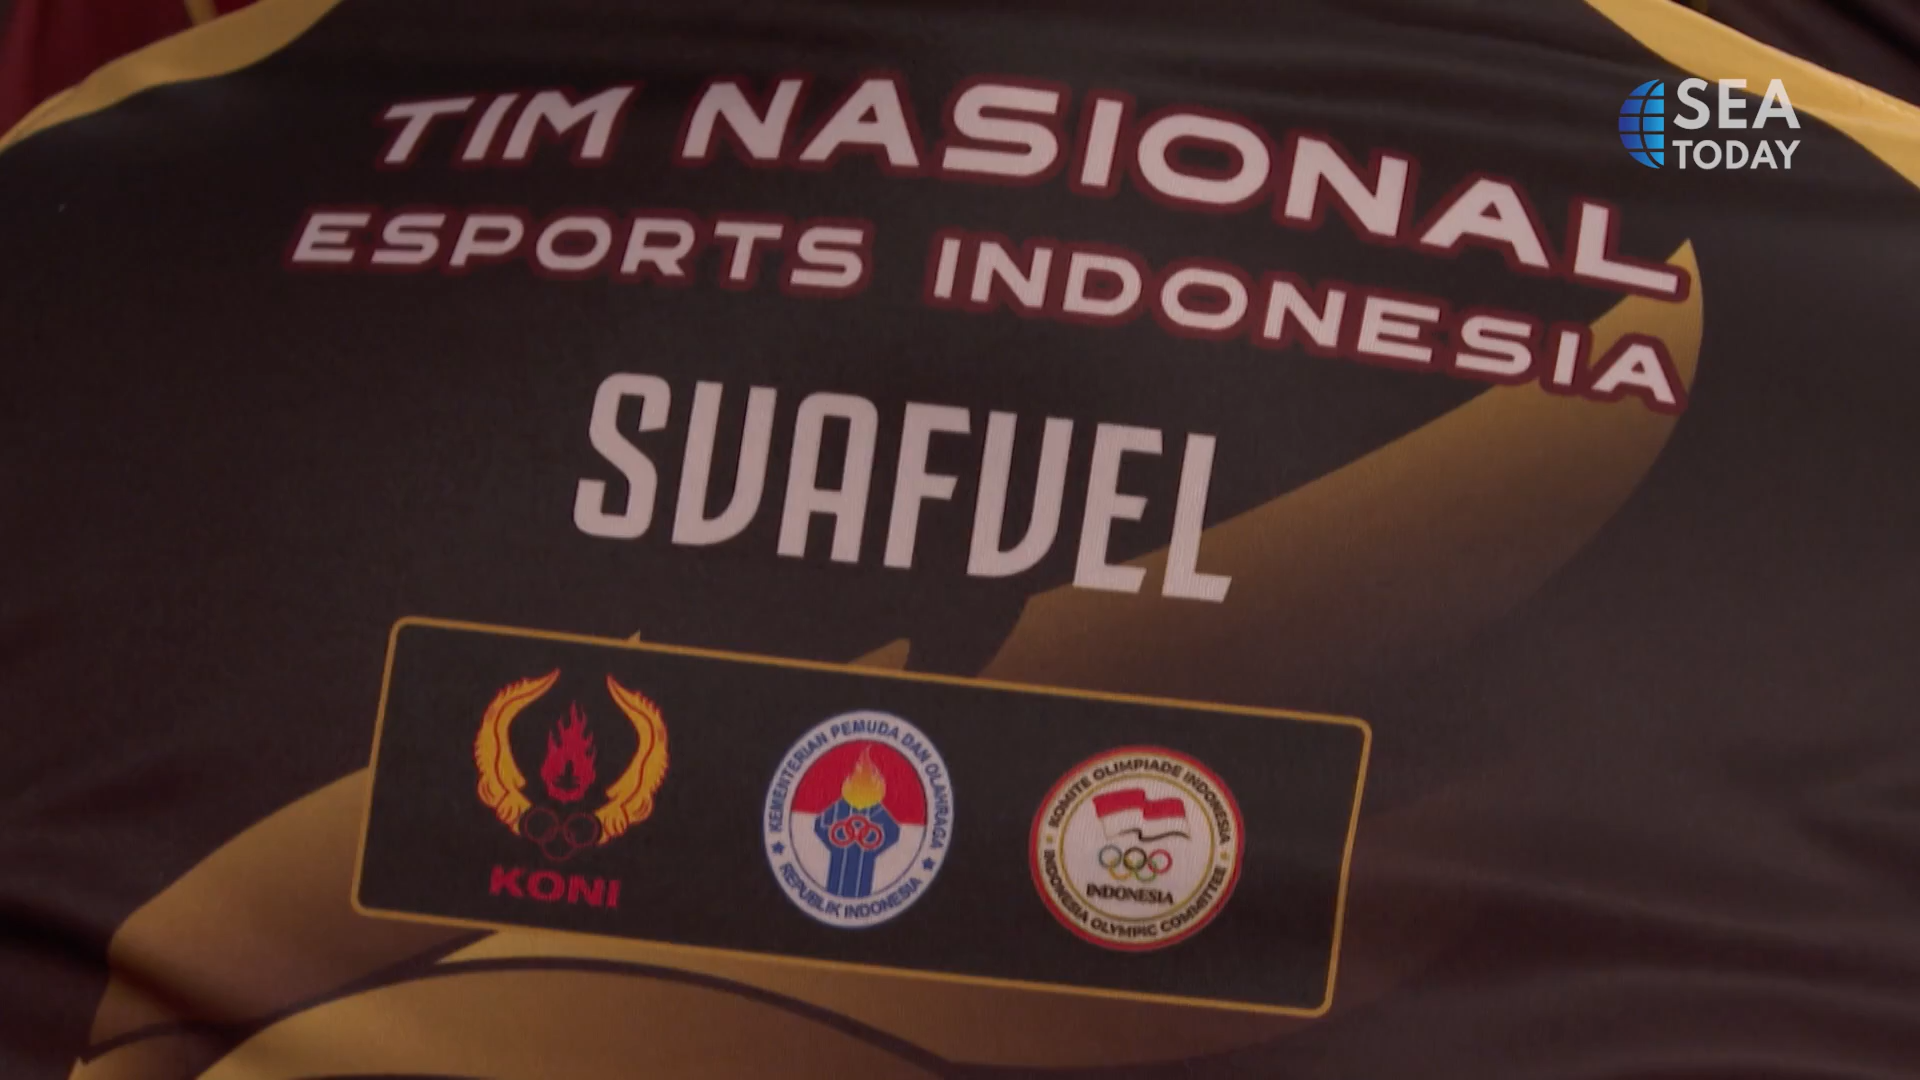 SEA
TODAY
TIM NASIONAL
ESPORTS INDONESIA
SVAFVEL
KONI
KEMENTERIAN PEMUDA DAN OLAHRAGA
REPUBLIK INDONESIA
KOMITE OLIMPIADE INDONESIA
INDONESIA
INDONESIA OLYMPIC COMMITTEE